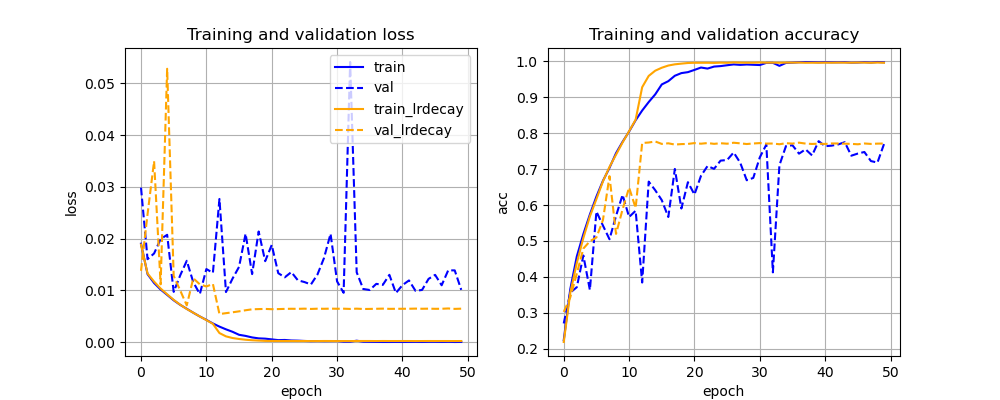 Training and validation loss
train
val
train_lrdecay
val_lrdecay
0.05
0.04
0.03
0.02
0.01
0.00
loss
0 10 20 30 40 50
epoch
Training and validation accuracy
1.0
0.9
0.8
0.7
0.6
0.5
0.4
0.3
0.2
acc
0 10 20 30 40 50
epoch